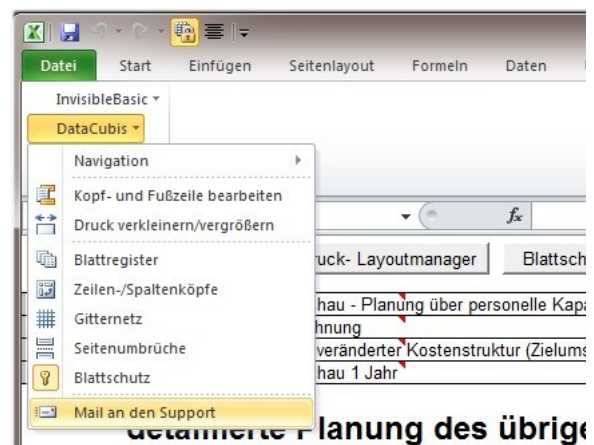 Datei Start Einfügen Seitenlayout Formeln Daten
InvisibleBasic
DataCubis
Navigation
Kopf- und Fußzeile bearbeiten
Druck verkleinern/vergrößern
Blattregister
Zeilen-/Spaltenköpfe
Gitternetz
Seitenumbrüche
Blattschutz
Mail an den Support
fx
ruck- Layoutmanager Blattsch
hau - Planung über personelle Kapa
hnung
veränderter Kostenstruktur (Zielums
hau 1 Jahr
detaillierte Planung des übrige